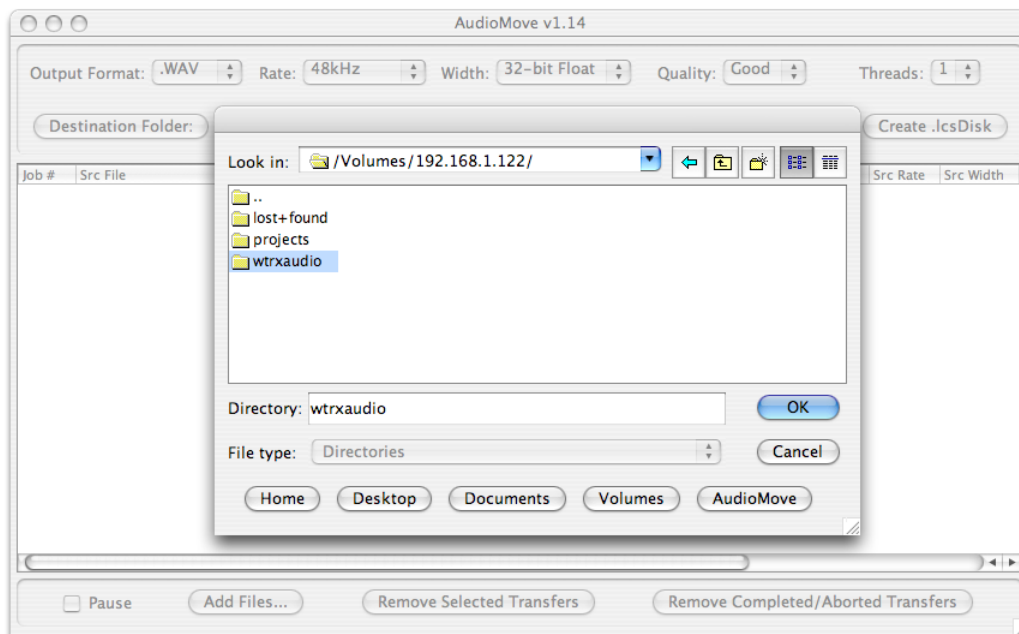 AudioMove v1.14
Output Format: .WAV Rate: 48kHz Width: 32-bit Float Quality: Good Threads: 1
Destination Folder: Create .lcsDisk
Look in: /Volumes/192.168.1.122/
Job # Src File Src Rate Src Width
..
lost+found
projects
wtrxaudio
Directory: wtrxaudio OK
File type: Directories Cancel
Home Desktop Documents Volumes AudioMove
Pause Add Files... Remove Selected Transfers Remove Completed/Aborted Transfers